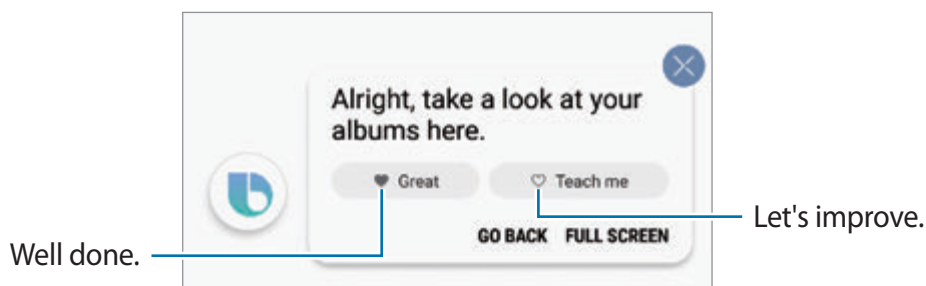 Alright, take a look at your
albums here.
Great
Teach me
GO BACK FULL SCREEN
Well done.
Let's improve.